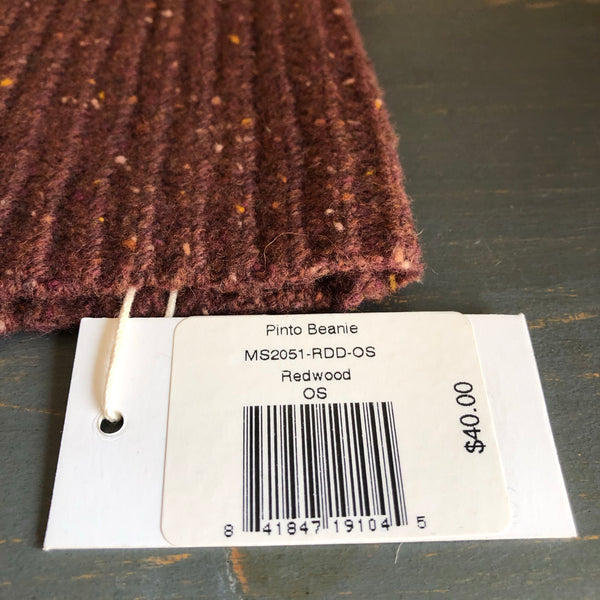 Pinto Beanie
MS2051-RDD-OS
Redwood
OS
$40.00
8 41847 19104 5